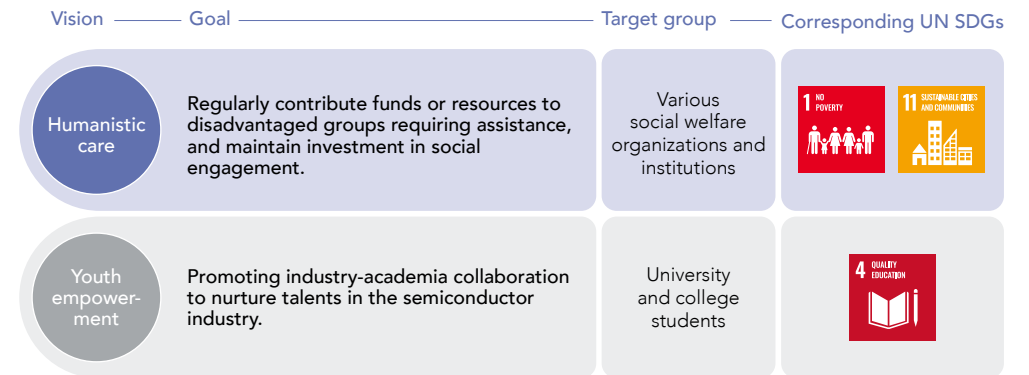 Vision
Goal
Target group
Corresponding UN SDGs
Humanistic
care
Regularly contribute funds or resources to
disadvantaged groups requiring assistance,
and maintain investment in social
engagement.
Various
social welfare
organizations and
institutions
1 NO
POVERTY
11 SUSTAINABLE CITIES
AND COMMUNITIES
Youth
empower-
ment
Promoting industry-academia collaboration
to nurture talents in the semiconductor
industry.
University
and college
students
4 QUALITY
EDUCATION